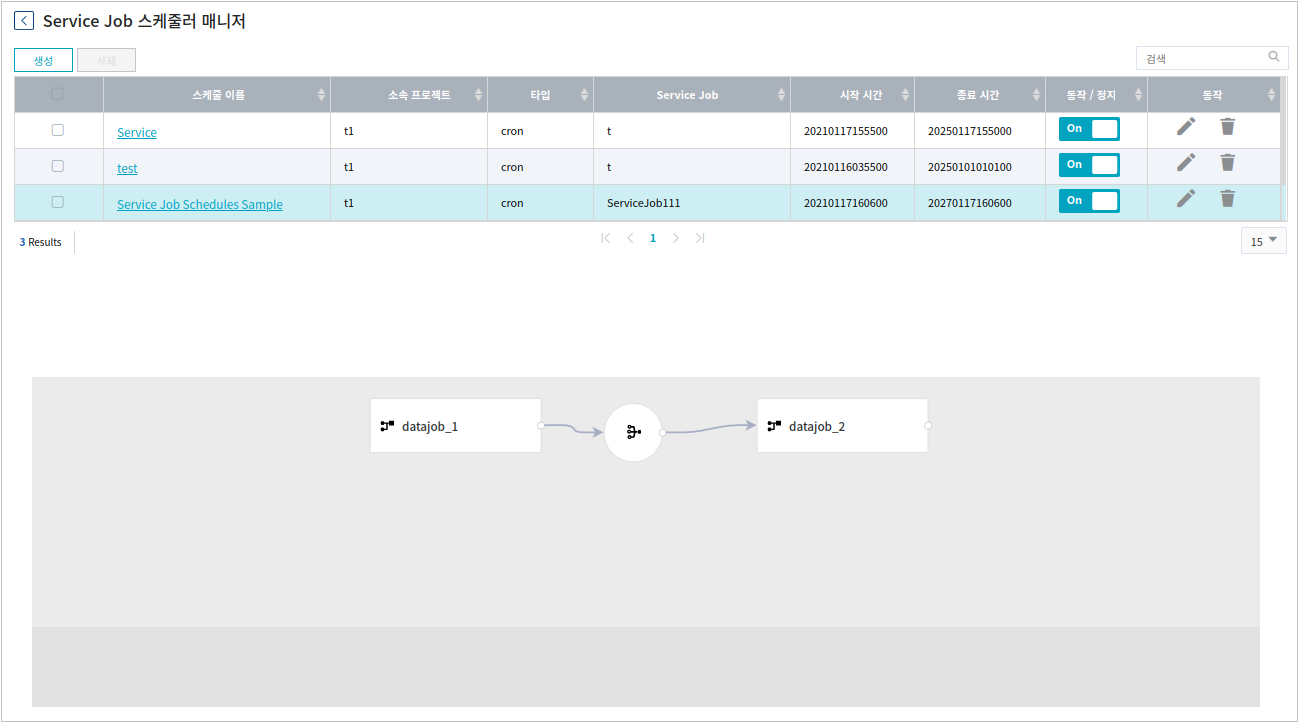 Service Job 스케줄러 매니저
생성 삭제 검색
스케줄 이름 소속 프로젝트 타입 Service Job 시작 시간 종료 시간 동작 / 정지 동작
Service t1 cron t 20210117155500 20250117155000 On
test t1 cron t 20210116035500 20250101010100 On
Service Job Schedules Sample t1 cron ServiceJob111 20210117160600 20270117160600 On
3 Results 1 15
datajob_1 datajob_2